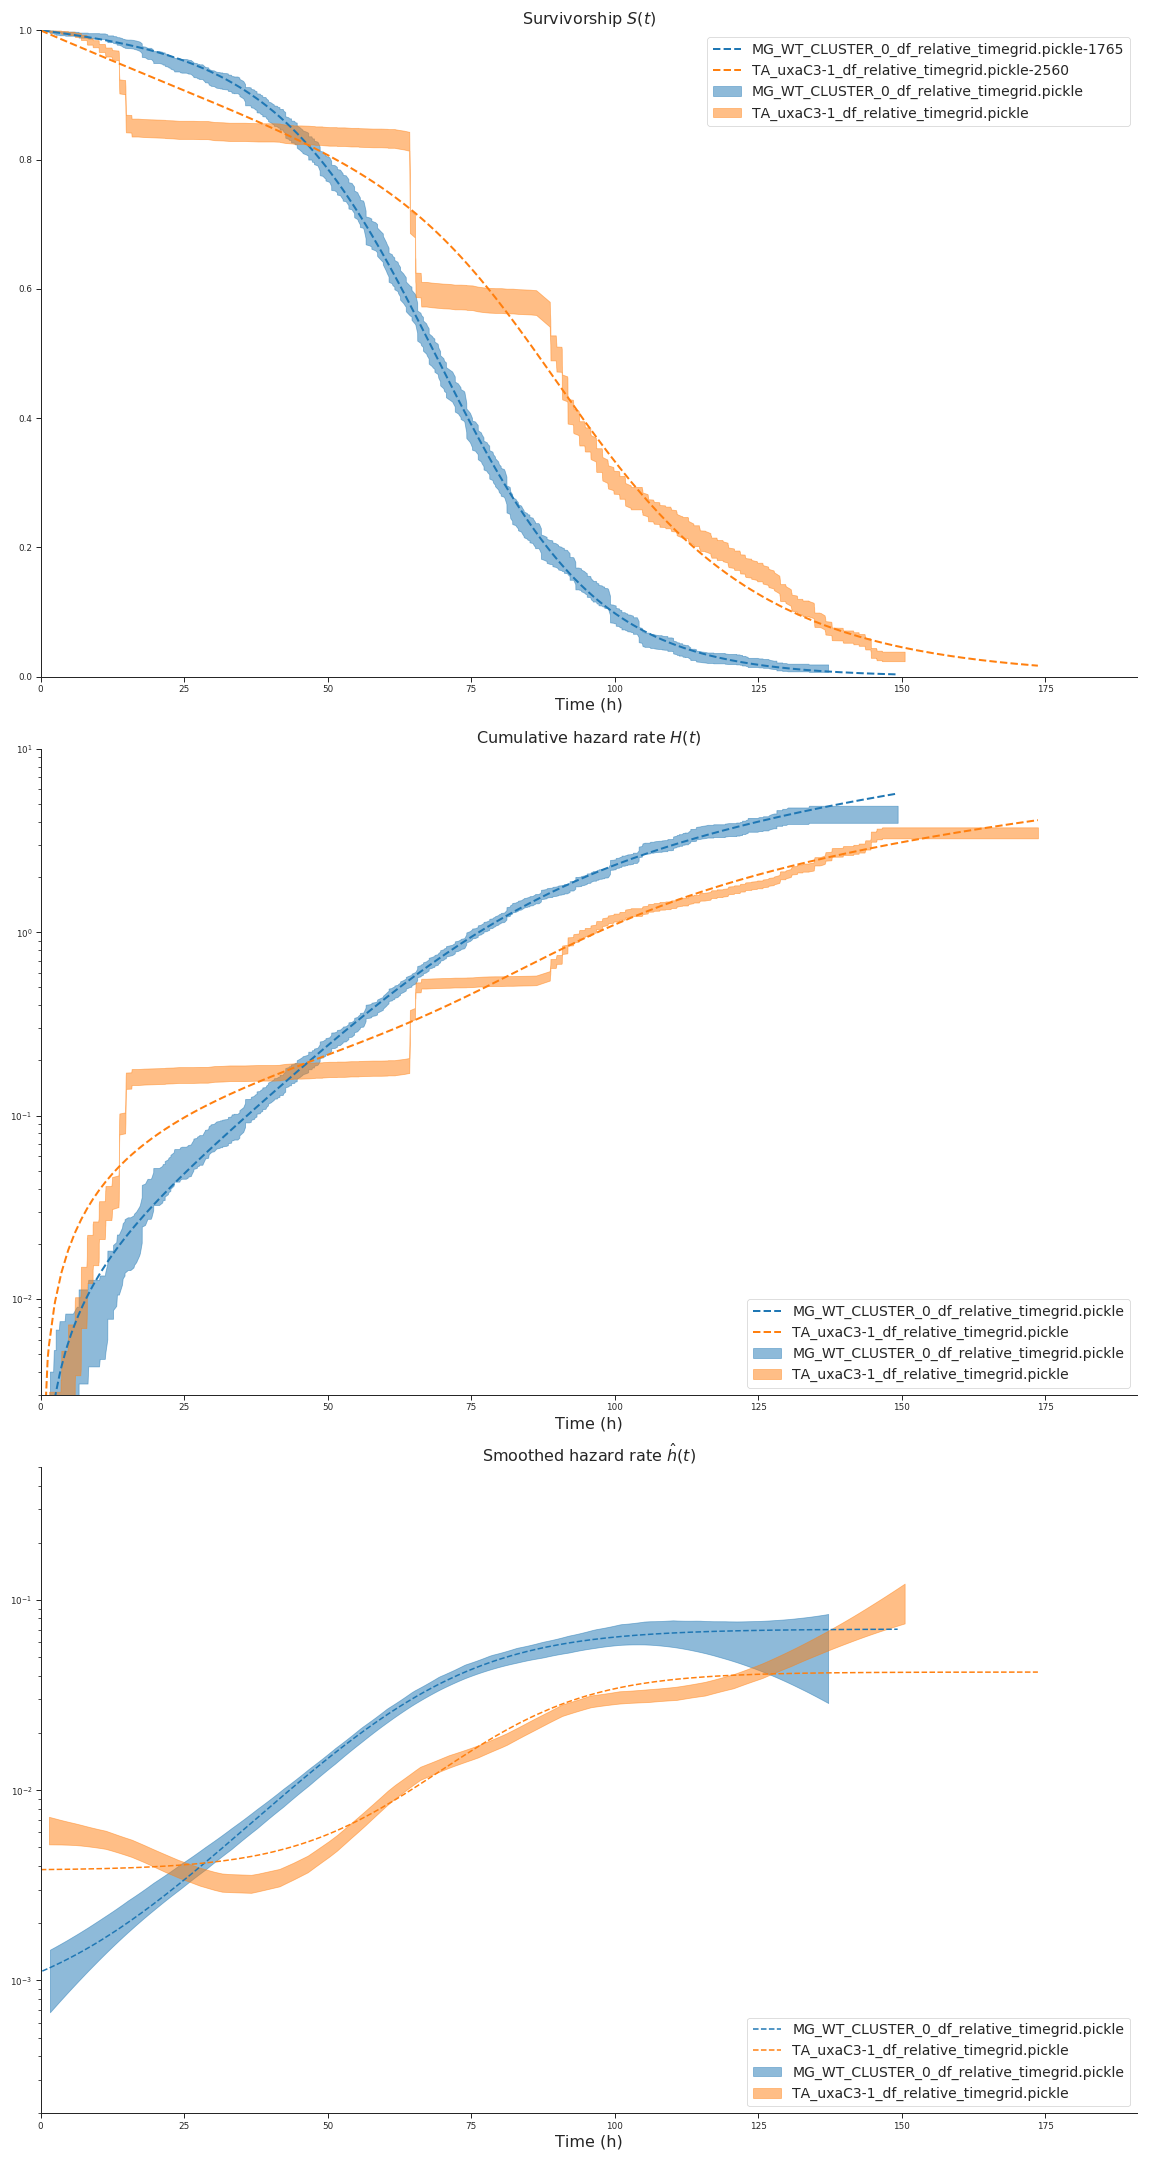 Survivorship S(t)
1.0
0.8
0.6
0.4
0.2
0.0
MG_WT_CLUSTER_0_df_relative_timegrid.pickle-1765
TA_uxaC3-1_df_relative_timegrid.pickle-2560
MG_WT_CLUSTER_0_df_relative_timegrid.pickle
TA_uxaC3-1_df_relative_timegrid.pickle
0 25 50 75 100 125 150 175
Time (h)
Cumulative hazard rate H(t)
10¹
10⁰
10⁻¹
10⁻²
MG_WT_CLUSTER_0_df_relative_timegrid.pickle
TA_uxaC3-1_df_relative_timegrid.pickle
MG_WT_CLUSTER_0_df_relative_timegrid.pickle
TA_uxaC3-1_df_relative_timegrid.pickle
0 25 50 75 100 125 150 175
Time (h)
Smoothed hazard rate ĥ(t)
10⁻¹
10⁻²
10⁻³
MG_WT_CLUSTER_0_df_relative_timegrid.pickle
TA_uxaC3-1_df_relative_timegrid.pickle
MG_WT_CLUSTER_0_df_relative_timegrid.pickle
TA_uxaC3-1_df_relative_timegrid.pickle
0 25 50 75 100 125 150 175
Time (h)